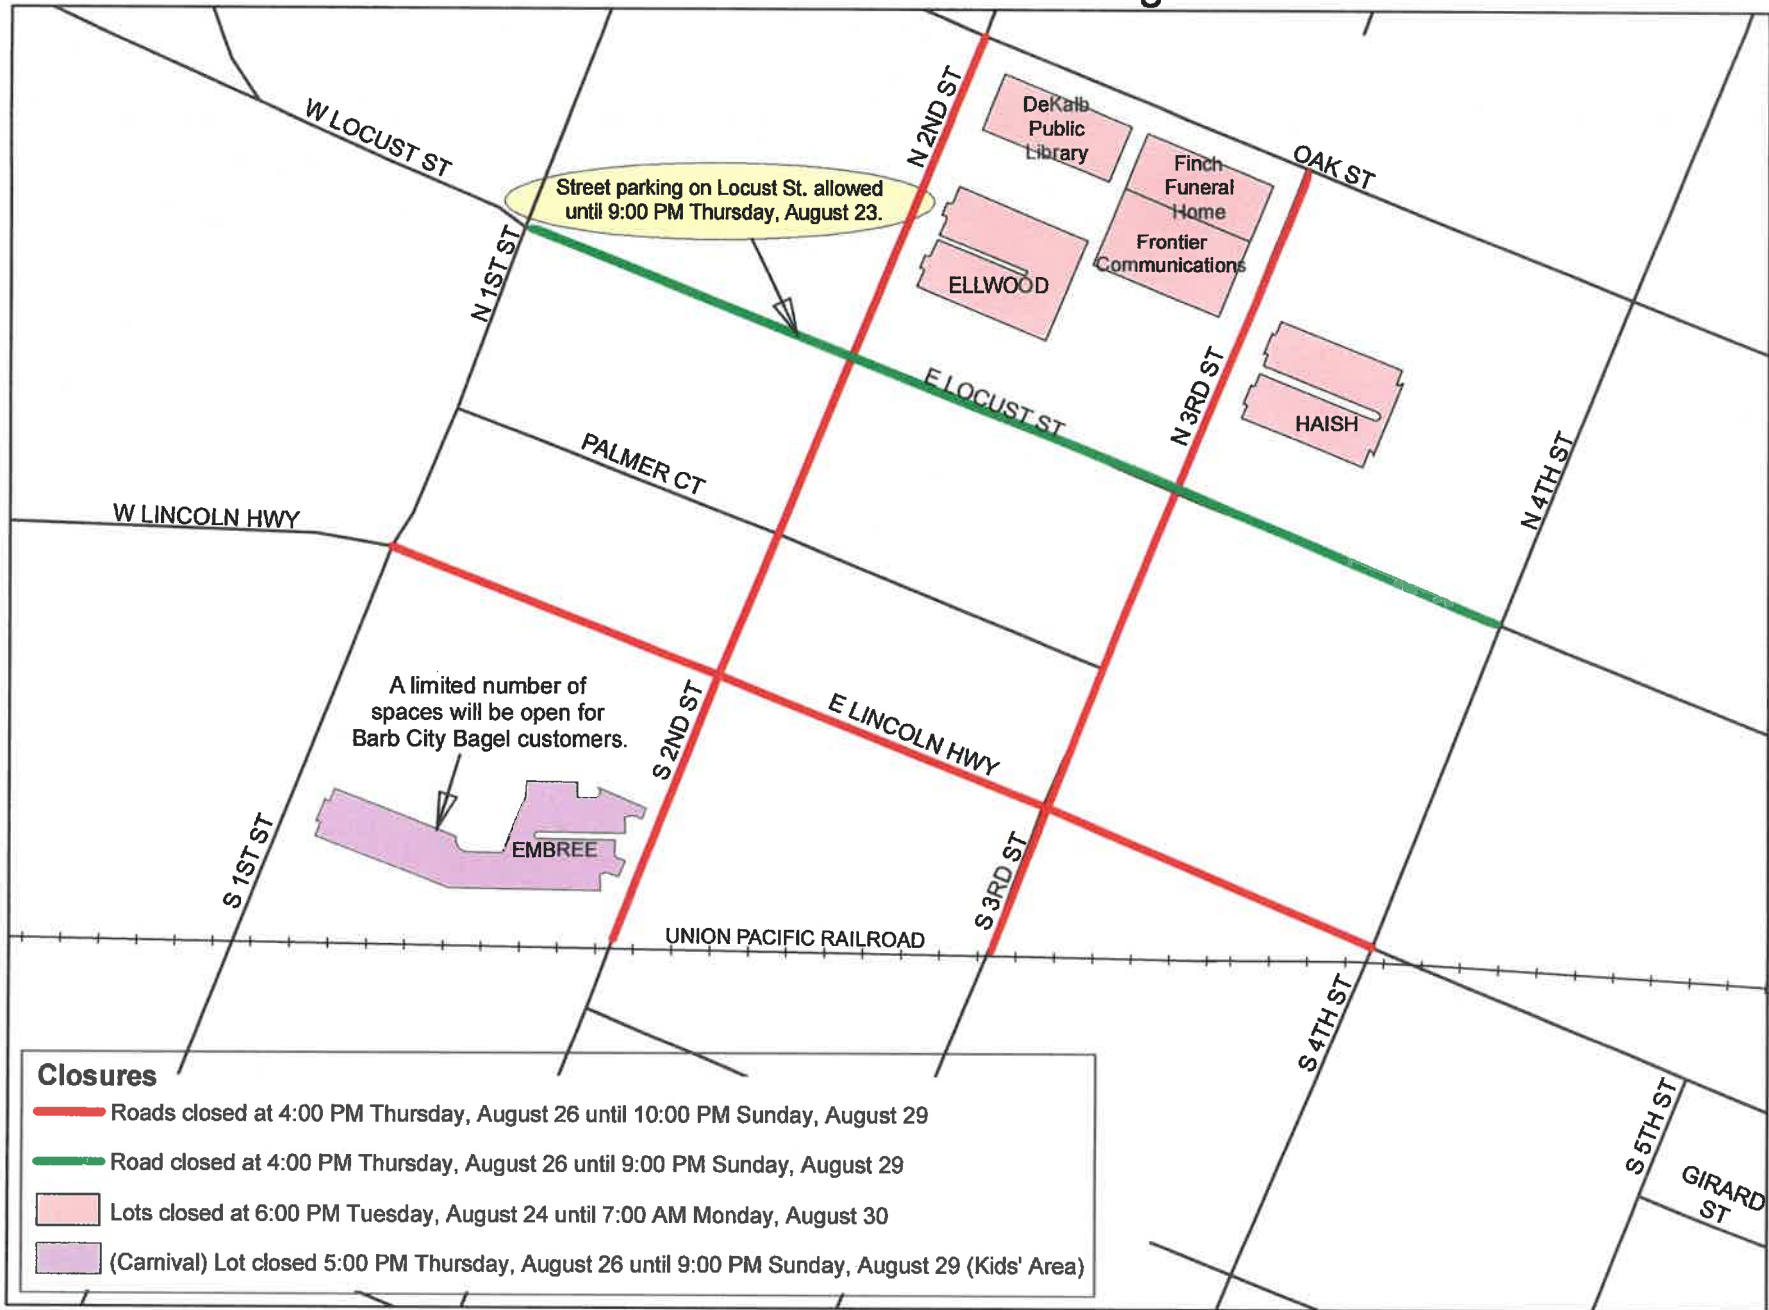 W LOCUST ST
N 2ND ST
DeKalb
Public
Library
Finch
Funeral
Home
OAK ST
Street parking on Locust St. allowed
until 9:00 PM Thursday, August 23.
N 1ST ST
Frontier
Communications
ELLWOOD
E LOCUST ST
N 3RD ST
HAISH
PALMER CT
N 4TH ST
W LINCOLN HWY
A limited number of
spaces will be open for
Barb City Bagel customers.
S 2ND ST
E LINCOLN HWY
S 1ST ST
EMBREE
S 3RD ST
UNION PACIFIC RAILROAD
S 4TH ST
S 5TH ST
GIRARD
ST
Closures
Roads closed at 4:00 PM Thursday, August 26 until 10:00 PM Sunday, August 29
Road closed at 4:00 PM Thursday, August 26 until 9:00 PM Sunday, August 29
Lots closed at 6:00 PM Tuesday, August 24 until 7:00 AM Monday, August 30
(Carnival) Lot closed 5:00 PM Thursday, August 26 until 9:00 PM Sunday, August 29 (Kids' Area)